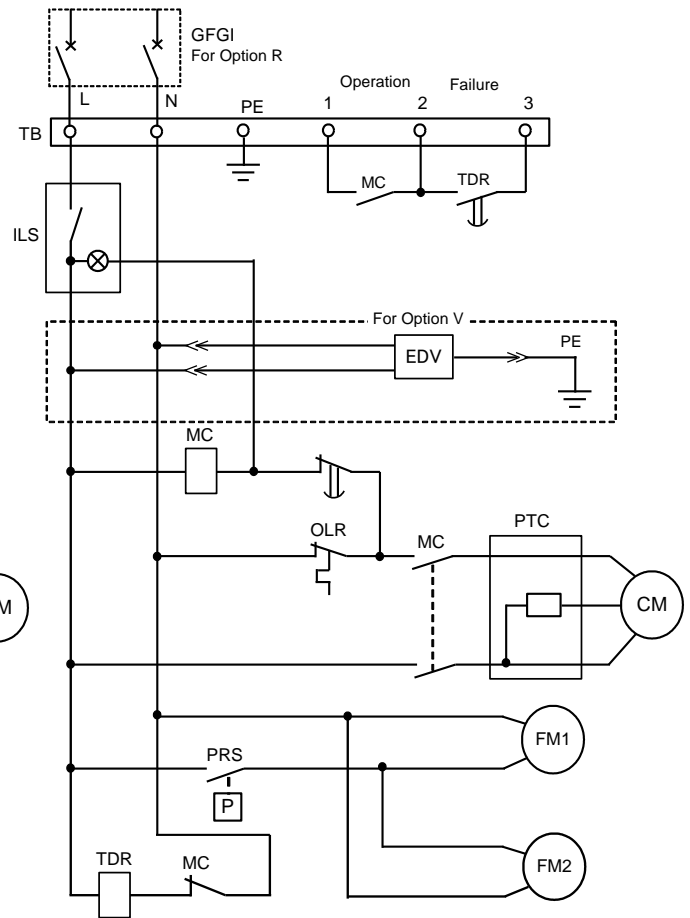 GFGI
For Option R
L
N
PE
1
Operation
2
Failure
3
TB
MC
TDR
ILS
For Option V
EDV
PE
MC
OLR
MC
PTC
M
CM
FM1
PRS
P
TDR
MC
FM2